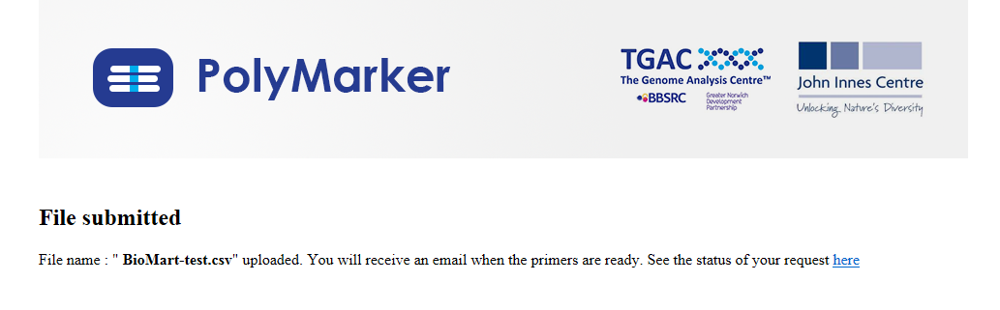 PolyMarker
TGAC
The Genome Analysis Centre™
BBSRC
Greater Norwich
Development
Partnership
John Innes Centre
Unlocking Nature's Diversity
File submitted
File name : " BioMart-test.csv" uploaded. You will receive an email when the primers are ready. See the status of your request here